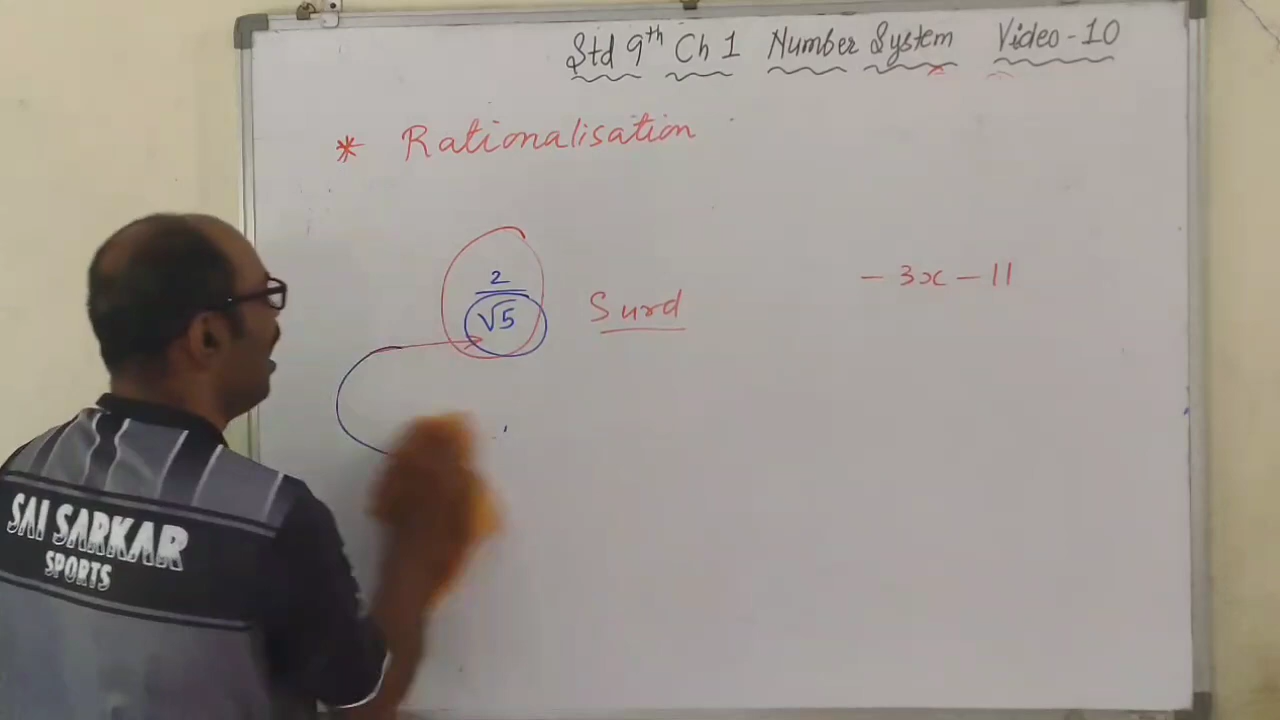 Std 9th Ch 1 Number System Video - 10
* Rationalisation
2
√5
Surd
- 3x - 11
SAI SARKAR
SPORTS